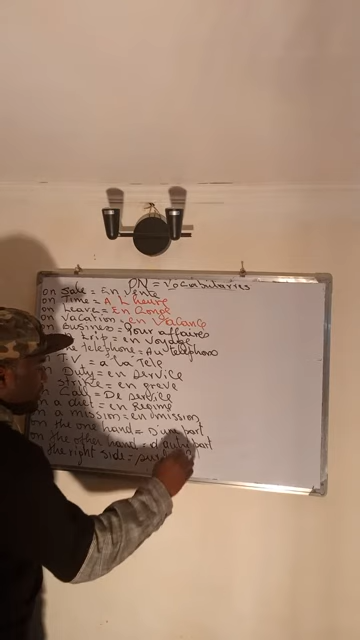 ON = Vocabularies
on Sale = En Vente
on Time = A L'heure
on Leave = En Congé
on vacation = en Vacance
on Business = Pour affaires
Trip = en voyage
The Telephone = Au Telephone
T.V. = a La Tele
Duty = en Service
Strike = en greve
Call = De service
on a diet = en Regime
on a mission = en mission
on the one hand = D'une part
on The other hand = d'autre part
the right side =